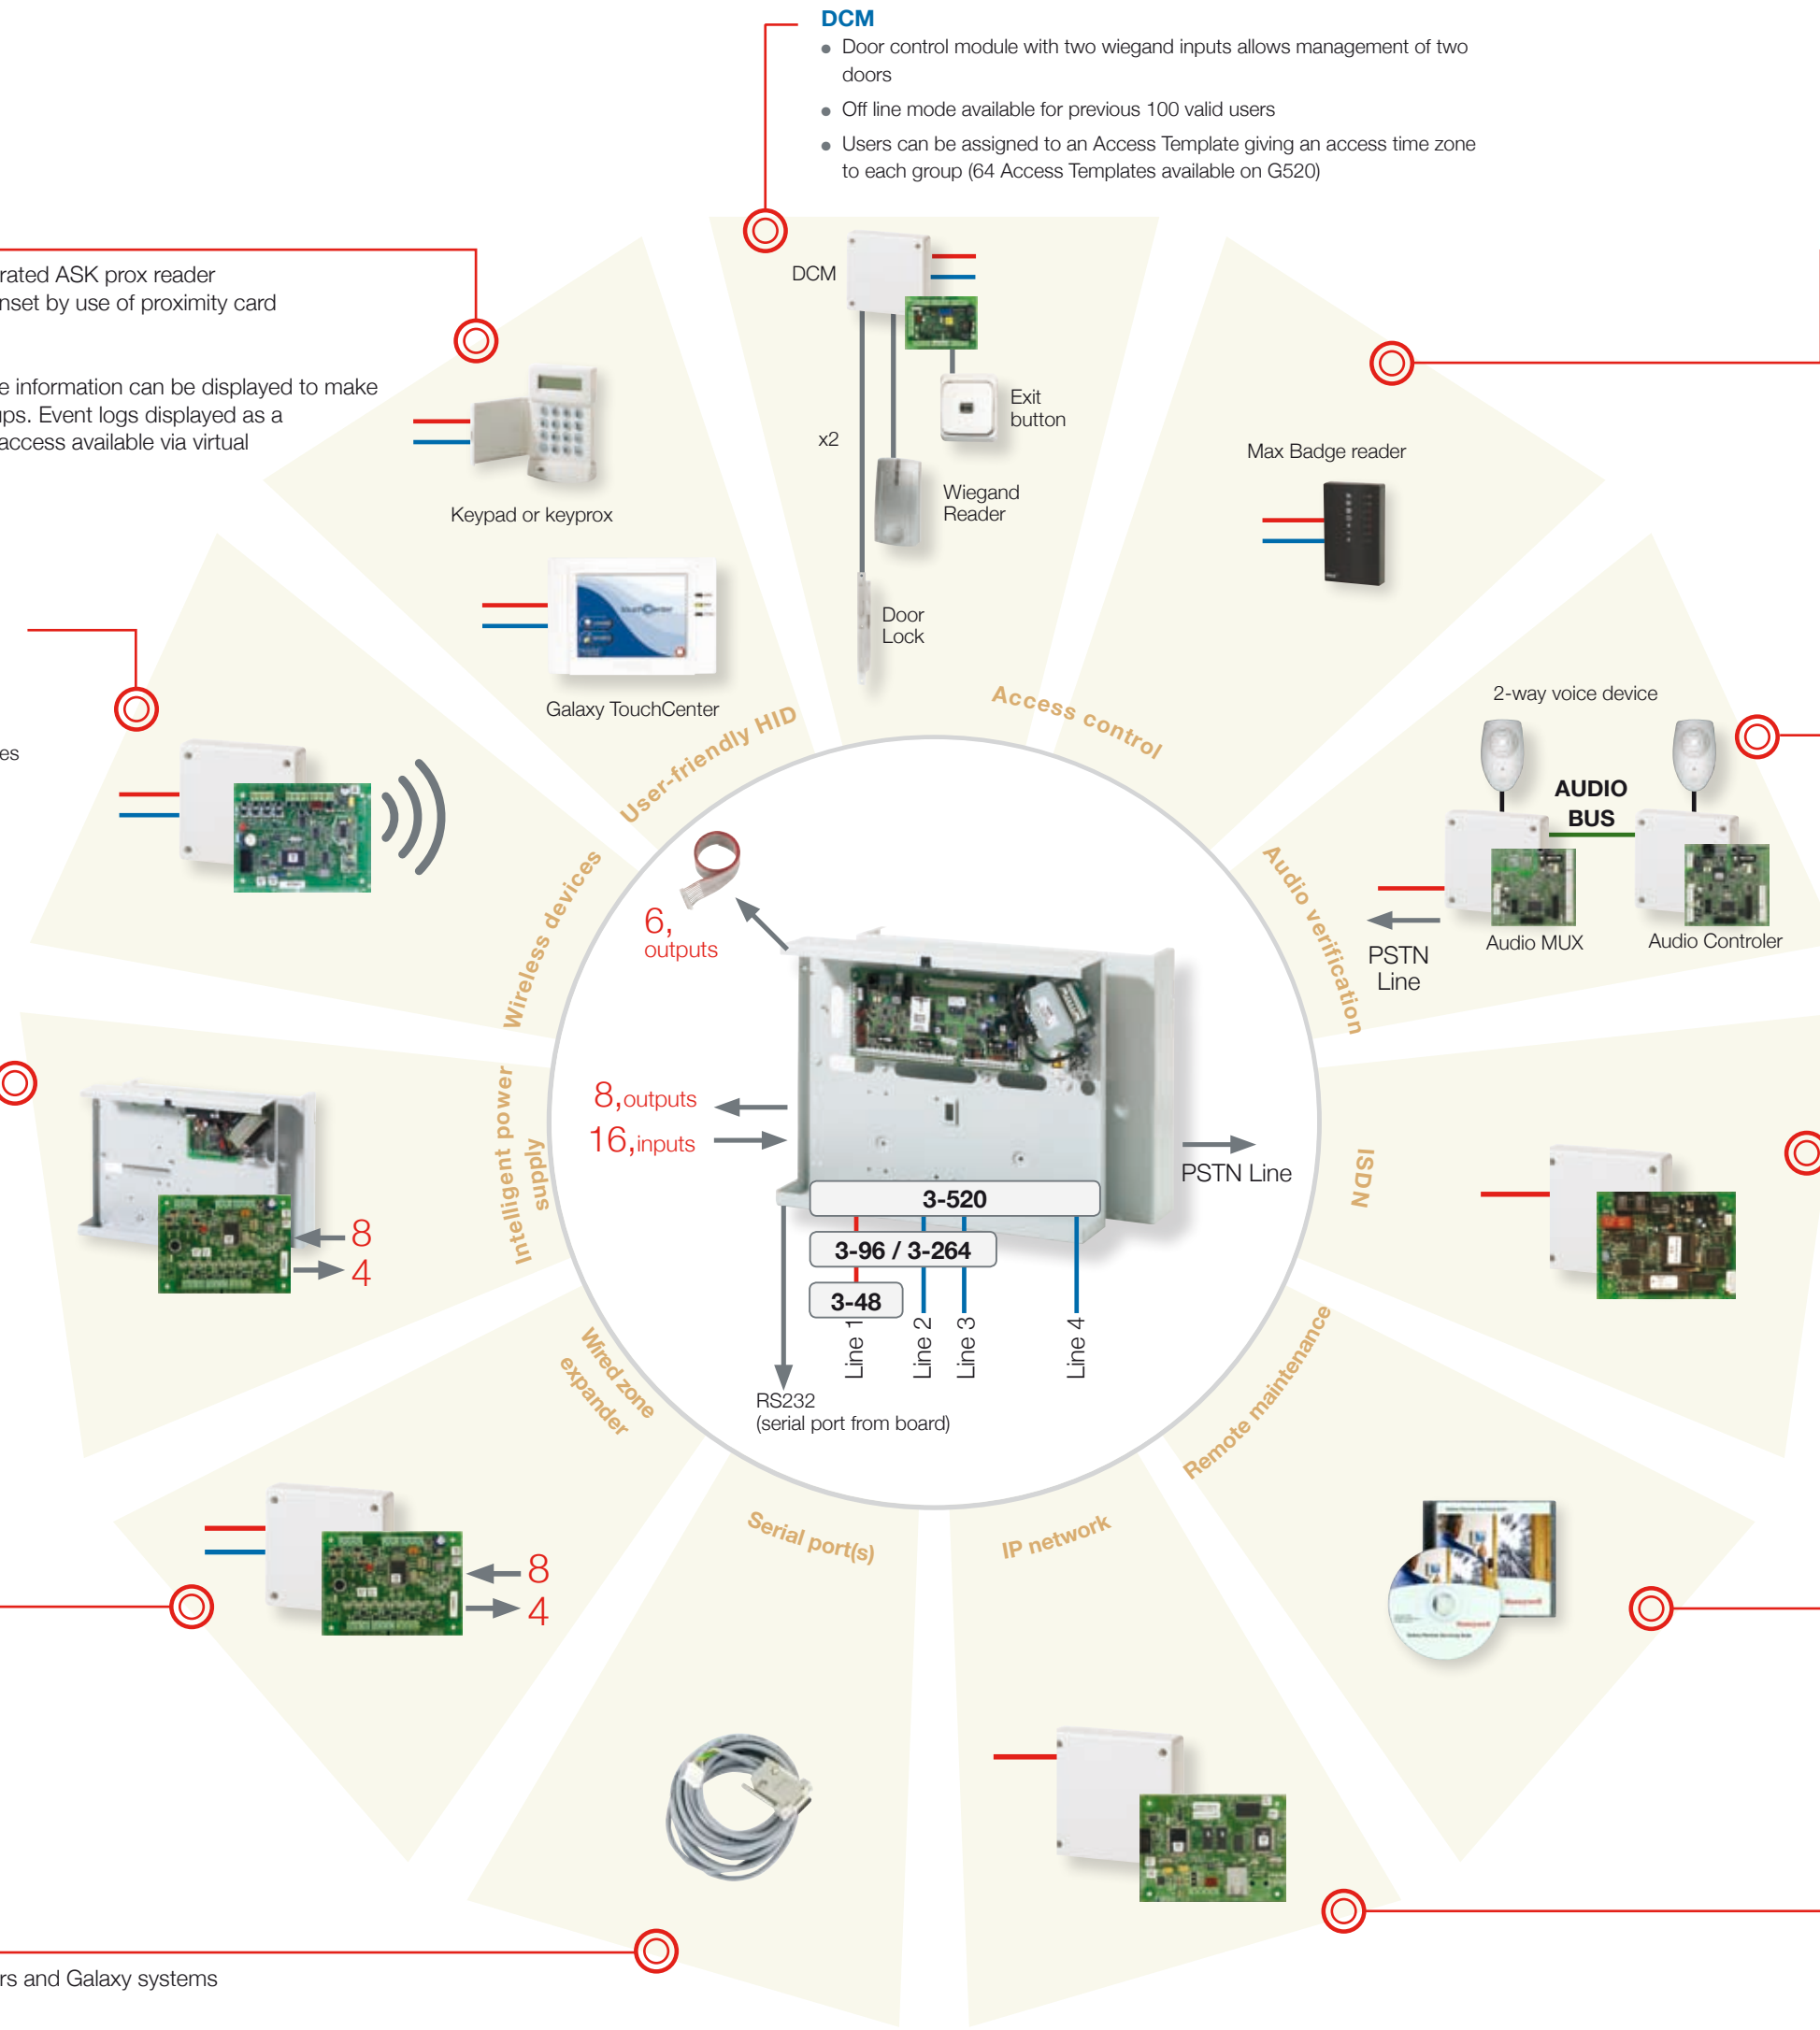 DCM
● Door control module with two wiegand inputs allows management of two
doors
● Off line mode available for previous 100 valid users
● Users can be assigned to an Access Template giving an access time zone
to each group (64 Access Templates available on G520)
rated ASK prox reader
nset by use of proximity card
e information can be displayed to make
ups. Event logs displayed as a
access available via virtual
es
DCM
x2
Exit
button
Wiegand
Reader
Door
Lock
Keypad or keyprox
touchCenter
Galaxy TouchCenter
Max Badge reader
2-way voice device
AUDIO
BUS
Audio MUX
Audio Controler
PSTN
Line
User-friendly HID
Access control
Audio verification
Wireless devices
Intelligent power
supply
ISDN
Wired zone
expander
Remote maintenance
Serial port(s)
IP network
6,
outputs
8,outputs
16,inputs
PSTN Line
3-520
3-96 / 3-264
3-48
Line 1
Line 2
Line 3
Line 4
RS232
(serial port from board)
8
4
8
4
Honeywell
Honeywell
rs and Galaxy systems